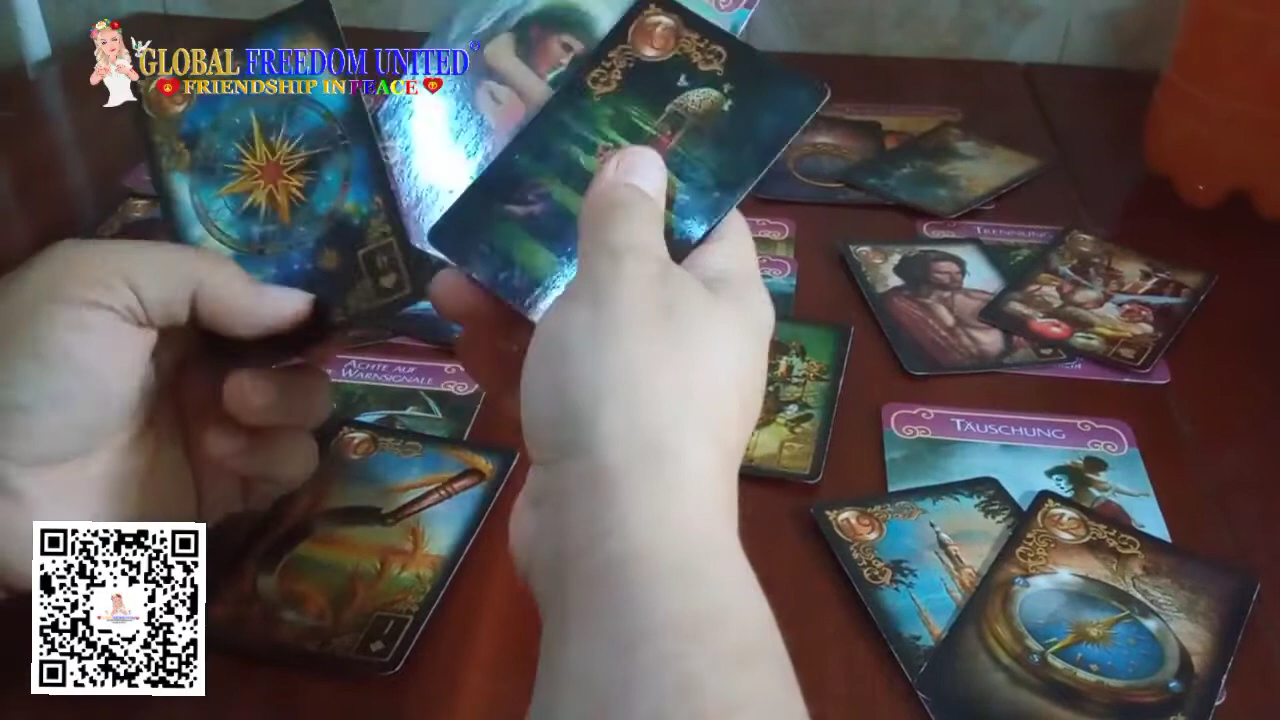 GLOBAL FREEDOM UNITED®
FRIENDSHIP IN PEACE
TRENNUNG
ACHTE AUF
WARNSIGNALE
TÄUSCHUNG